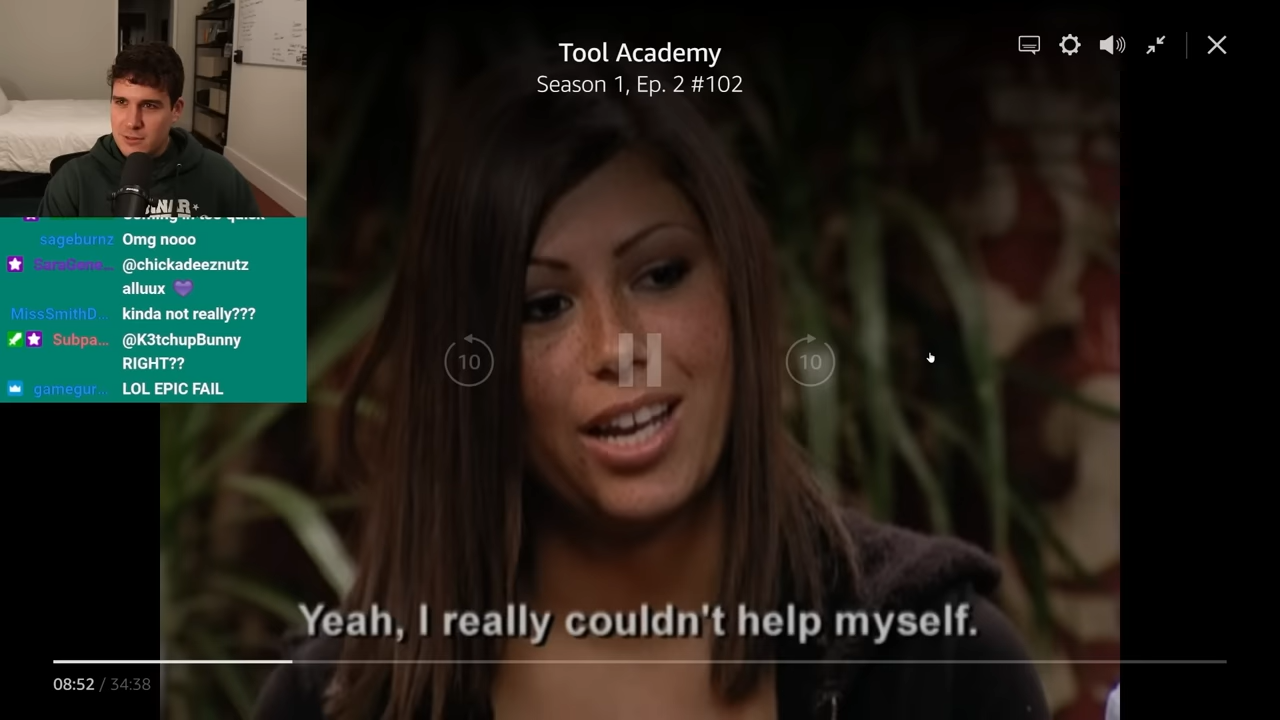 Tool Academy
Season 1, Ep. 2 #102
sageburnz Omg nooo
@chickadeeznutz
alluux 💜
MissSmithD... kinda not really???
Subpa... @K3tchupBunny
RIGHT??
gamegur... LOL EPIC FAIL
10
10
Yeah, I really couldn't help myself.
08:52 / 34:38